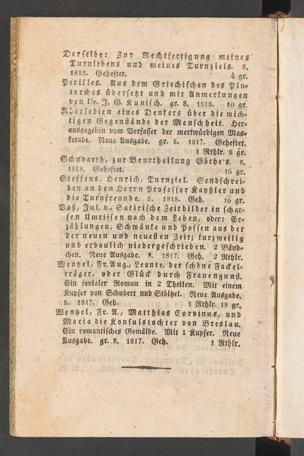 Derselbe: Zur Rechtfertigung meines
Turnlebens und meines Turnziels. 8.
1818. Geheftet. 4 gr.
Perikles. Aus dem Griechischen des Plu-
tarchos übersetzt und mit Anmerkungen
von Dr. J. G. Kunisch. gr. 8. 1818. 10 gr.
Rhapsodien eines Denkers über die wich-
tigen Gegenstände der Menschheit. Her-
ausgegeben vom Verfasser der merkwürdigen Mas-
kerade. Neue Ausgabe. gr. 8. 1817. Geheftet.
1 Rthlr. 8 gr.
Schubarth, zur Beurtheilung Göthe's. 8.
1818. Geheftet. 16 gr.
Steffens, Henrich, Turnziel. Sendschrei-
ben an den Herrn Professor Kayßler und
die Turnfreunde. 8. 1818. Geh. 16 gr.
Voß, Jul. v., Satirische Zeitbilder in schar-
fen Umrissen nach dem Leben, oder: Er-
zählungen, Schwänke und Possen aus der
der neuen und neuesten Zeit; kurzweilig
und erbaulich niedergeschrieben. 2 Bänd-
chen. Neue Ausgabe. 8. 1817. Geh. 2 Rthlr.
Wentzel, Fr. Aug., Leonte, der schöne Fackel-
träger, oder Glück durch Frauengunst.
Ein jovialer Roman in 2 Theilen. Mit einem
Kupfer von Schubert und Stölzel. Neue Ausgabe.
8. 1817. Geh. 1 Rthlr. 18 gr.
Wentzel, Fr. A., Matthias Corvinus, und
Maria die Konsulstochter von Breslau.
Ein romantisches Gemälde. Mit 1 Kupfer. Neue
Ausgabe. gr. 8. 1817. Geh. 1 Rthlr.